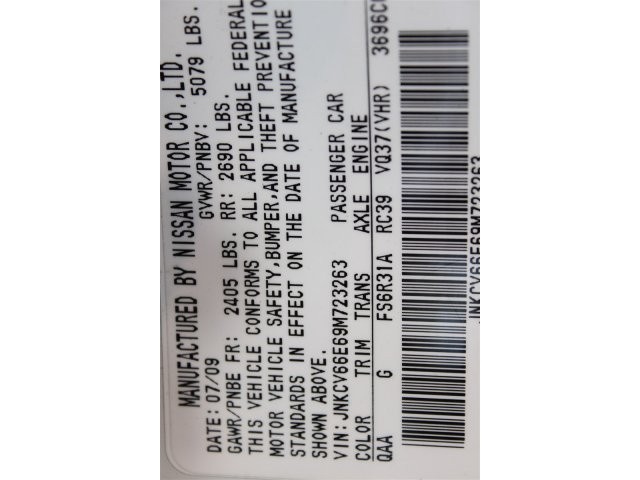 MANUFACTURED BY NISSAN MOTOR CO.,LTD.
DATE: 07/09 GVWR/PNBV: 5079 LBS.
GAWR/PNBE FR: 2405 LBS. RR: 2690 LBS.
THIS VEHICLE CONFORMS TO ALL APPLICABLE FEDERAL
MOTOR VEHICLE SAFETY,BUMPER,AND THEFT PREVENTIO
STANDARDS IN EFFECT ON THE DATE OF MANUFACTURE
SHOWN ABOVE.
VIN:JNKCV66E69M723263 PASSENGER CAR
COLOR TRIM TRANS AXLE ENGINE
QAA G FS6R31A RC39 VQ37(VHR) 3696C
JNKCV66E69M723263